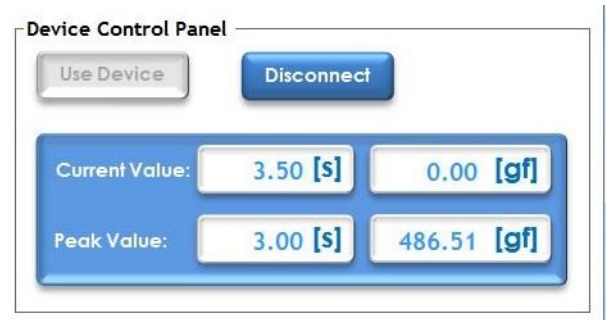 Device Control Panel
Use Device Disconnect
Current Value: 3.50 [s] 0.00 [gf]
Peak Value: 3.00 [s] 486.51 [gf]